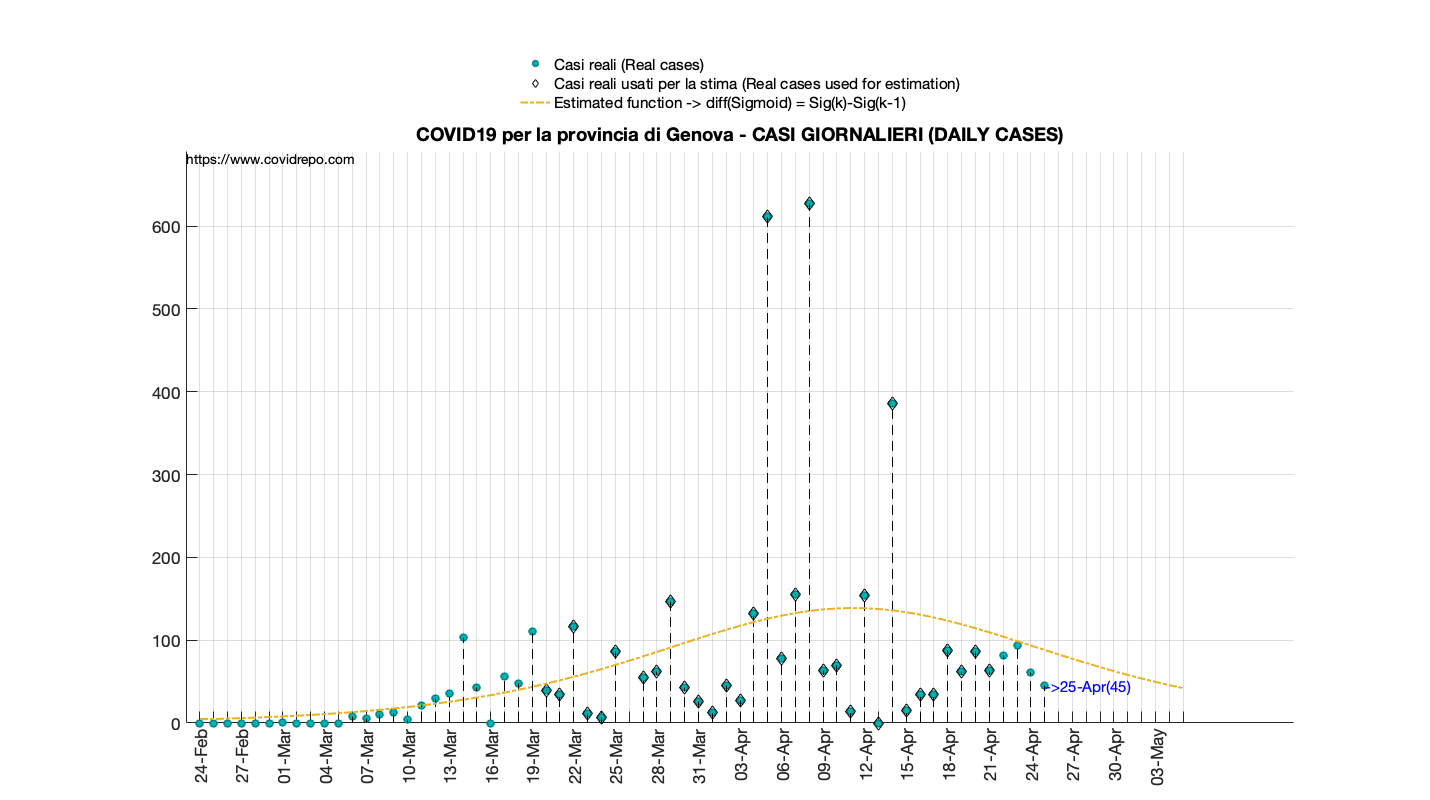 Casi reali (Real cases)
Casi reali usati per la stima (Real cases used for estimation)
Estimated function -> diff(Sigmoid) = Sig(k)-Sig(k-1)
COVID19 per la provincia di Genova - CASI GIORNALIERI (DAILY CASES)
https://www.covidrepo.com
600
500
400
300
200
100
0
->25-Apr(45)
24-Feb
27-Feb
01-Mar
04-Mar
07-Mar
10-Mar
13-Mar
16-Mar
19-Mar
22-Mar
25-Mar
28-Mar
31-Mar
03-Apr
06-Apr
09-Apr
12-Apr
15-Apr
18-Apr
21-Apr
24-Apr
27-Apr
30-Apr
03-May